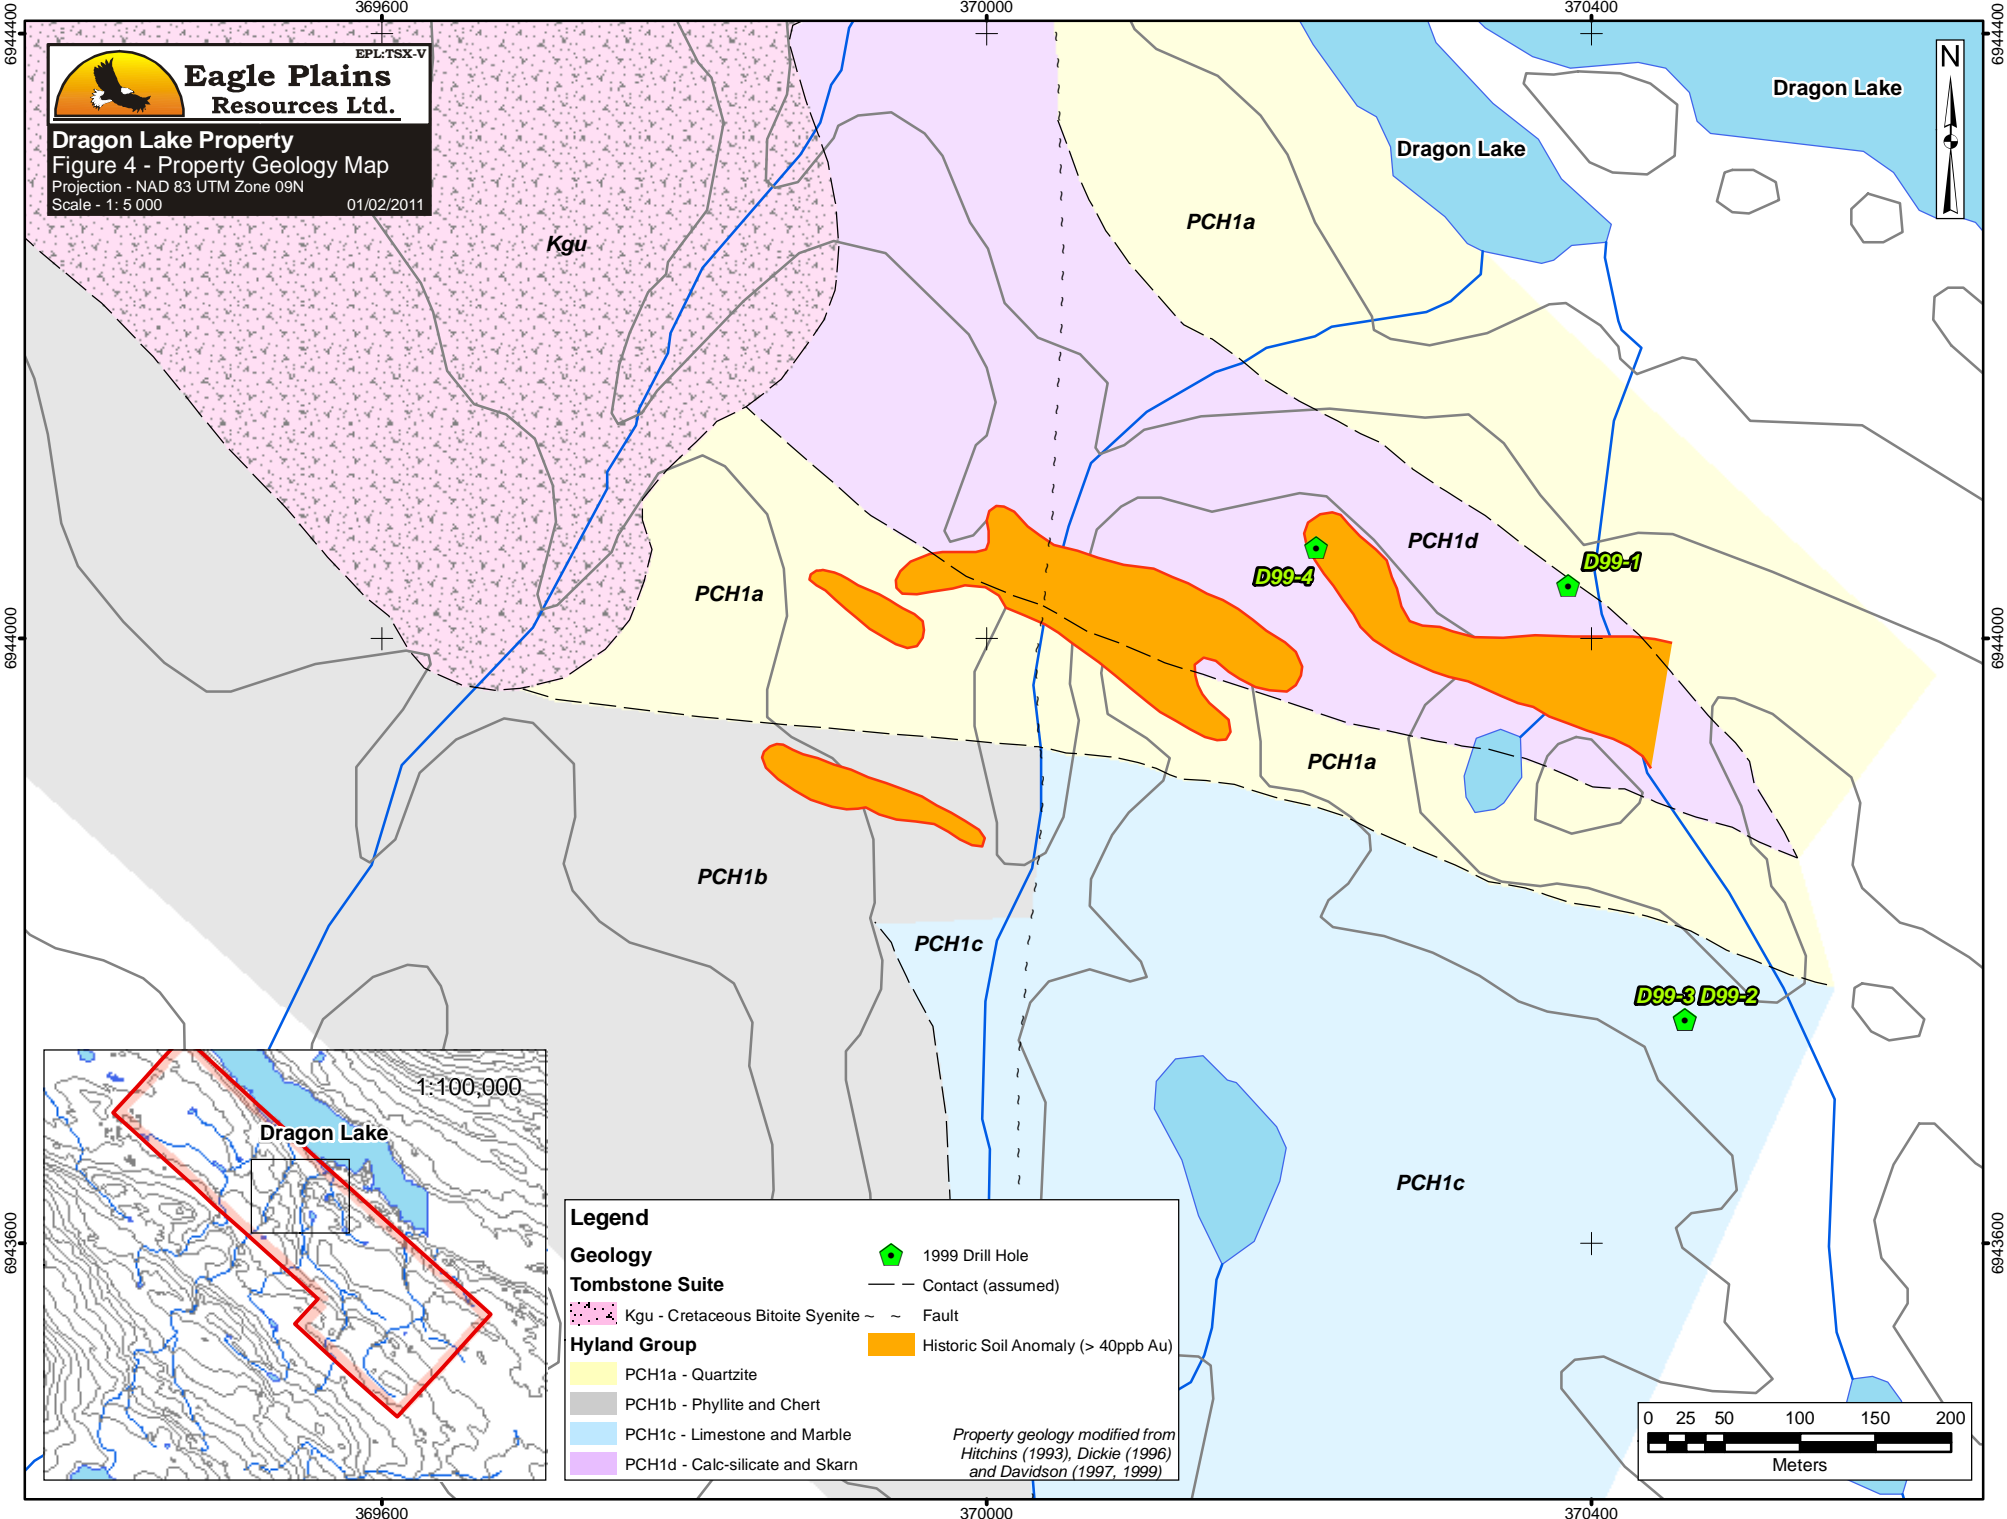 369600
370000
370400
6944400
6944400
EPL:TSX-V
Eagle Plains
Resources Ltd.
Dragon Lake Property
Figure 4 - Property Geology Map
Projection - NAD 83 UTM Zone 09N
Scale - 1: 5 000
01/02/2011
N
Dragon Lake
Dragon Lake
PCH1a
Kgu
PCH1d
D99-1
D99-4
PCH1a
6944000
6944000
PCH1a
PCH1b
PCH1c
D99-3 D99-2
PCH1c
1:100,000
Dragon Lake
6943600
6943600
Legend
Geology
Tombstone Suite
Kgu - Cretaceous Bitoite Syenite
Hyland Group
PCH1a - Quartzite
PCH1b - Phyllite and Chert
PCH1c - Limestone and Marble
PCH1d - Calc-silicate and Skarn
1999 Drill Hole
Contact (assumed)
Fault
Historic Soil Anomaly (> 40ppb Au)
Property geology modified from
Hitchins (1993), Dickie (1996)
and Davidson (1997, 1999)
0 25 50 100 150 200
Meters
369600
370000
370400